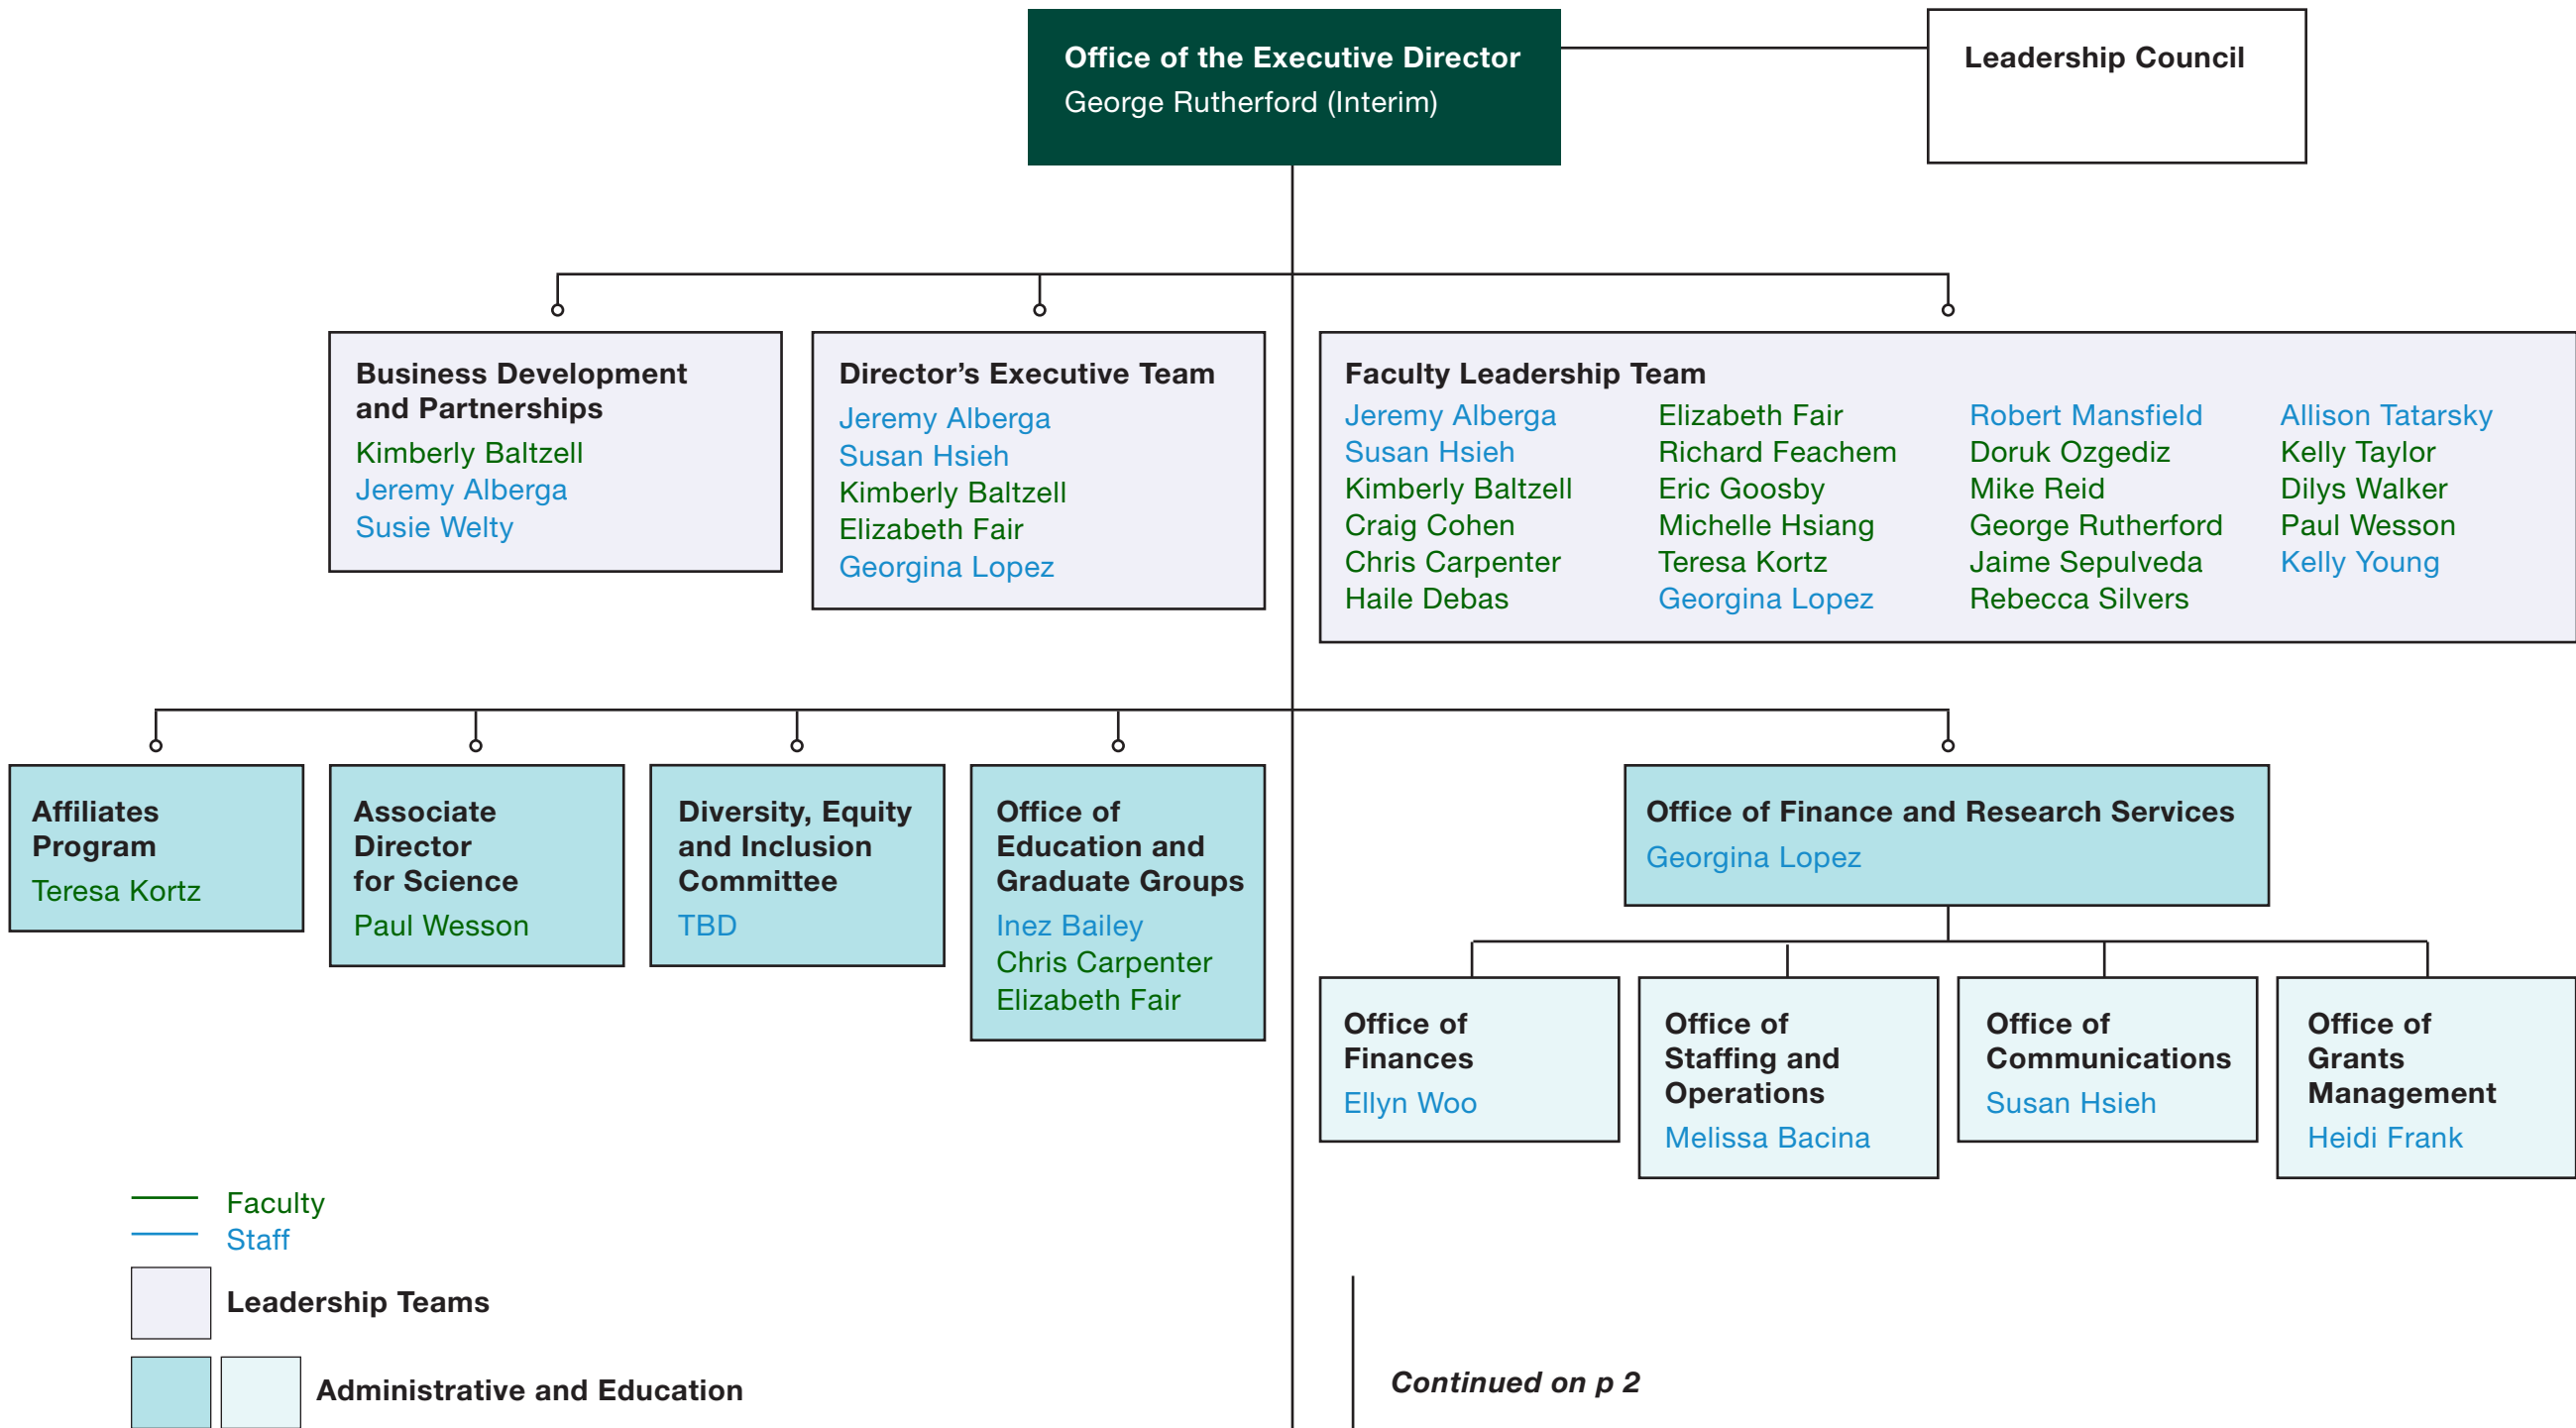 Office of the Executive Director
George Rutherford (Interim)
Leadership Council
Business Development
and Partnerships
Kimberly Baltzell
Jeremy Alberga
Susie Welty
Director’s Executive Team
Jeremy Alberga
Susan Hsieh
Kimberly Baltzell
Elizabeth Fair
Georgina Lopez
Faculty Leadership Team
Jeremy Alberga
Susan Hsieh
Kimberly Baltzell
Craig Cohen
Chris Carpenter
Haile Debas
Elizabeth Fair
Richard Feachem
Eric Goosby
Michelle Hsiang
Teresa Kortz
Georgina Lopez
Robert Mansfield
Doruk Ozgediz
Mike Reid
George Rutherford
Jaime Sepulveda
Rebecca Silvers
Allison Tatarsky
Kelly Taylor
Dilys Walker
Paul Wesson
Kelly Young
Affiliates
Program
Teresa Kortz
Associate
Director
for Science
Paul Wesson
Diversity, Equity
and Inclusion
Committee
TBD
Office of
Education and
Graduate Groups
Inez Bailey
Chris Carpenter
Elizabeth Fair
Office of Finance and Research Services
Georgina Lopez
Office of
Finances
Ellyn Woo
Office of
Staffing and
Operations
Melissa Bacina
Office of
Communications
Susan Hsieh
Office of
Grants
Management
Heidi Frank
Faculty
Staff
Leadership Teams
Administrative and Education
Continued on p 2